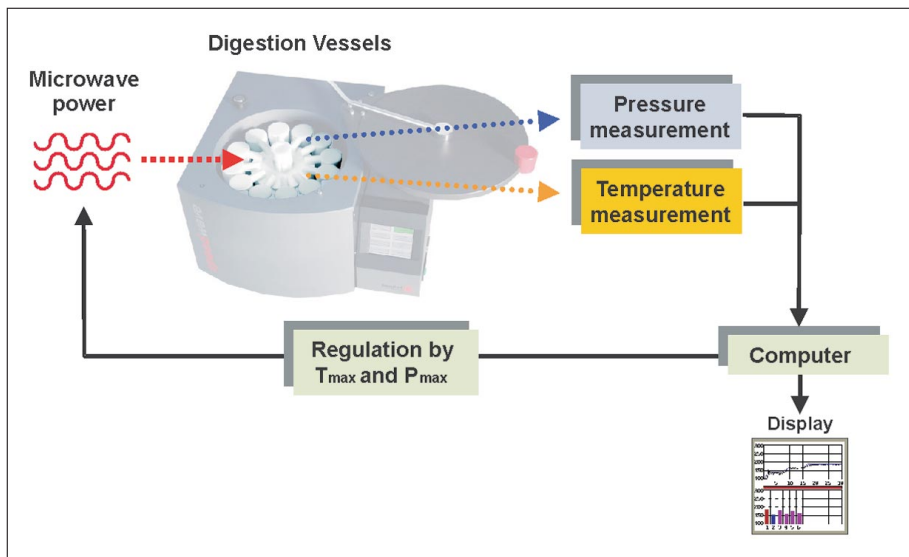 Digestion Vessels
Microwave
power
Pressure
measurement
Temperature
measurement
Regulation by
Tmax and Pmax
Computer
Display